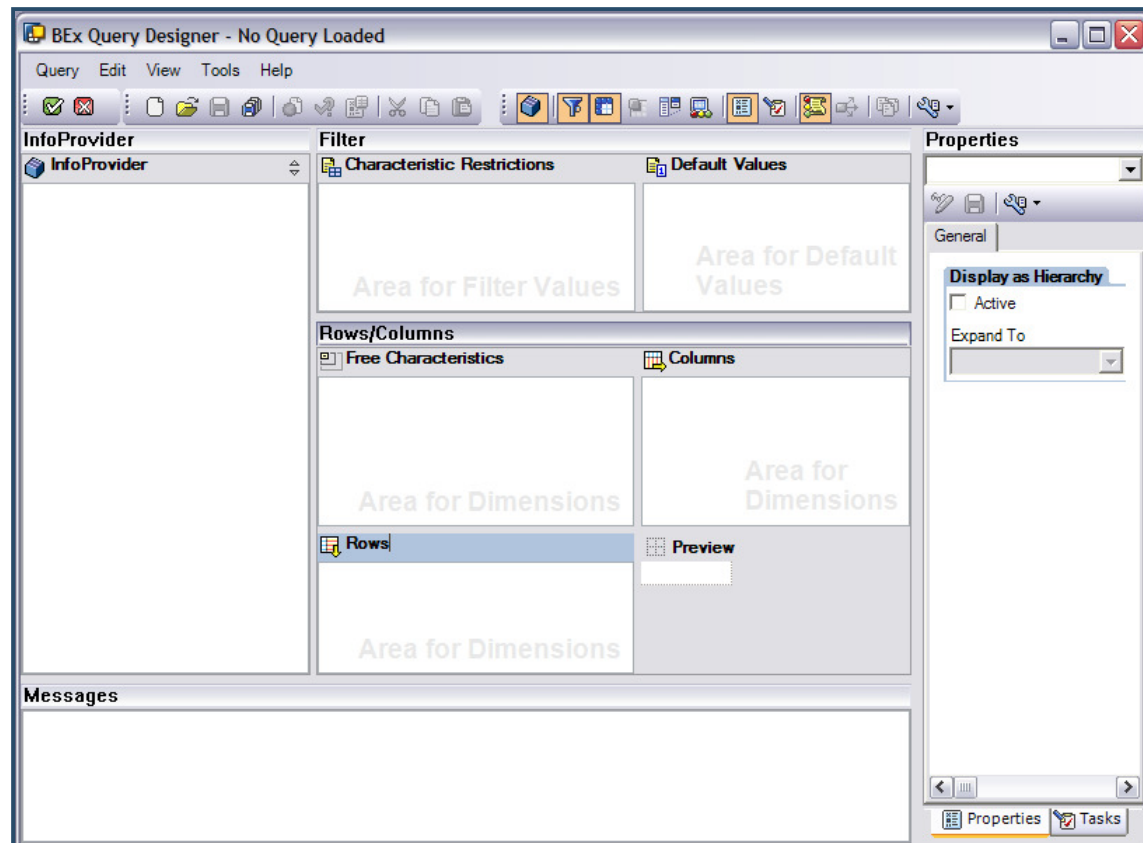 BEx Query Designer - No Query Loaded
Query Edit View Tools Help
InfoProvider
InfoProvider
Filter
Characteristic Restrictions
Default Values
Area for Filter Values
Area for Default
Values
Rows/Columns
Free Characteristics
Columns
Area for Dimensions
Area for
Dimensions
Rows
Preview
Area for Dimensions
Messages
Properties
General
Display as Hierarchy
Active
Expand To
Properties
Tasks